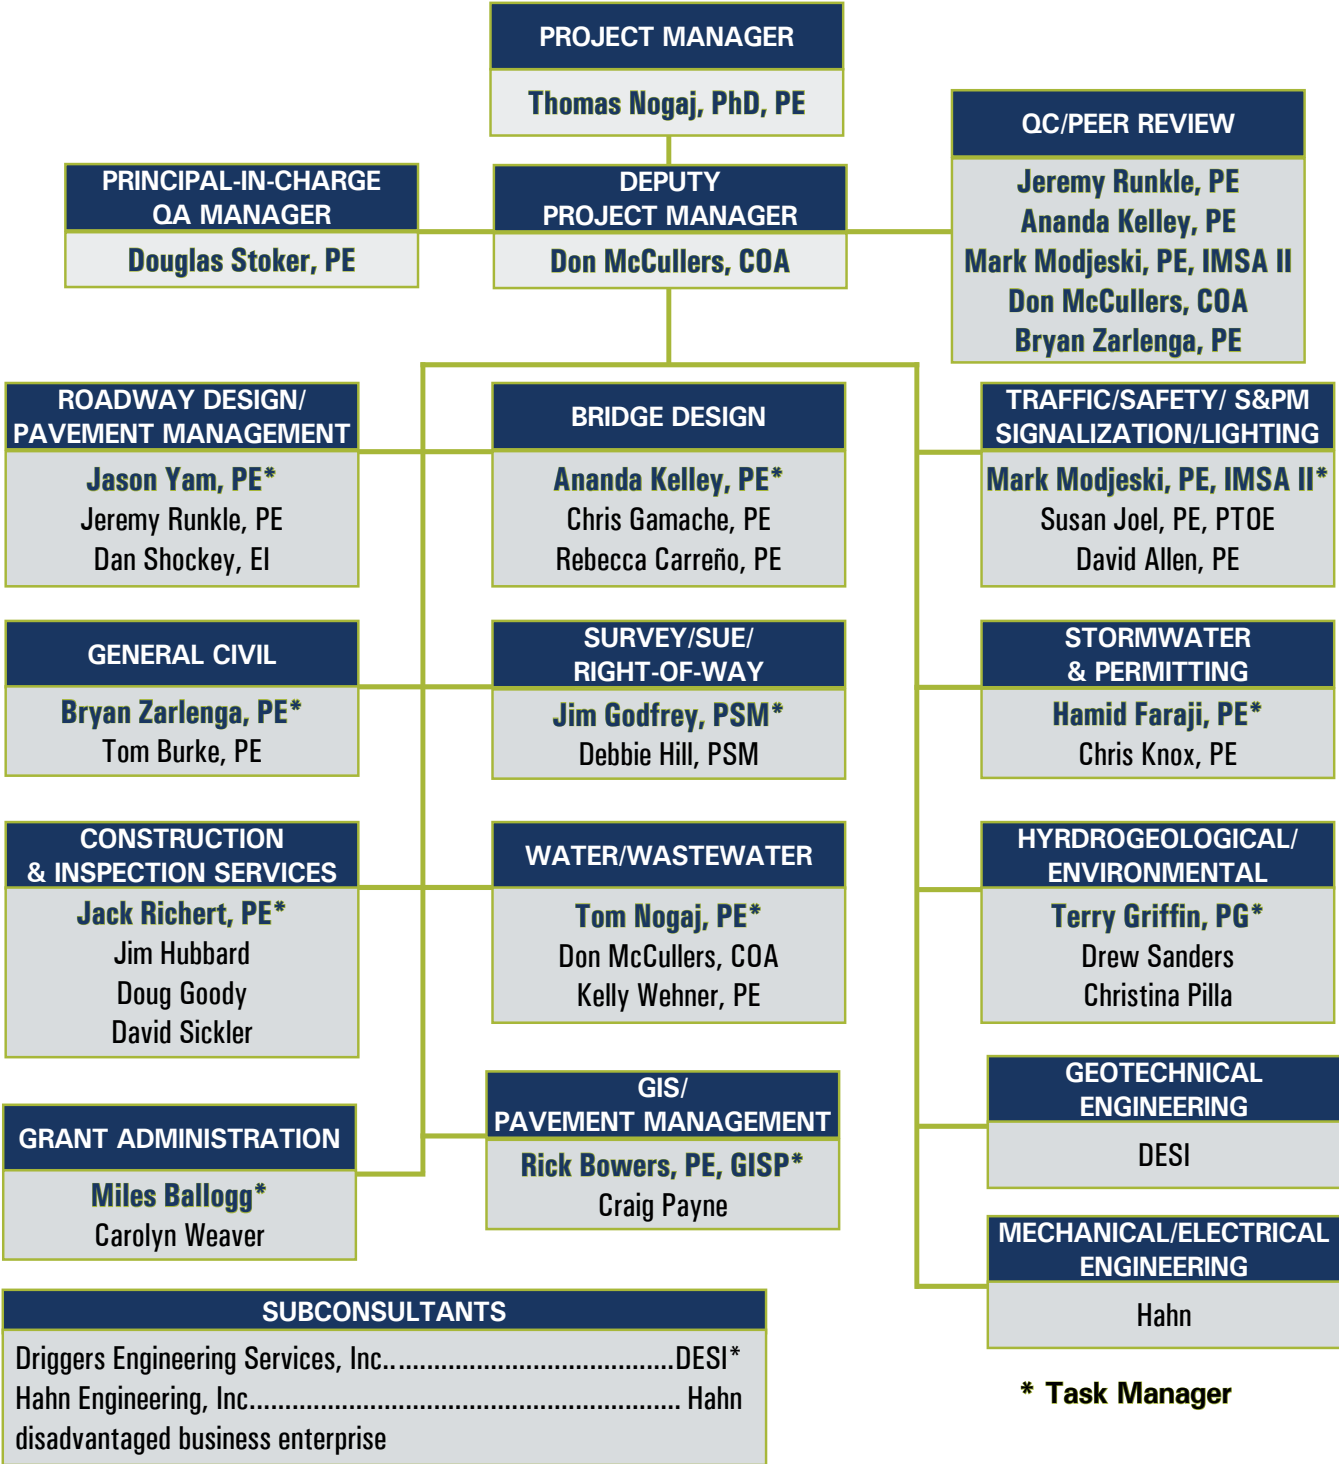 PROJECT MANAGER
Thomas Nogaj, PhD, PE
QC/PEER REVIEW
Jeremy Runkle, PE
Ananda Kelley, PE
Mark Modjeski, PE, IMSA II
Don McCullers, COA
Bryan Zarlenga, PE
PRINCIPAL-IN-CHARGE
QA MANAGER
Douglas Stoker, PE
DEPUTY
PROJECT MANAGER
Don McCullers, COA
ROADWAY DESIGN/
PAVEMENT MANAGEMENT
Jason Yam, PE*
Jeremy Runkle, PE
Dan Shockey, EI
BRIDGE DESIGN
Ananda Kelley, PE*
Chris Gamache, PE
Rebecca Carreño, PE
TRAFFIC/SAFETY/ S&PM
SIGNALIZATION/LIGHTING
Mark Modjeski, PE, IMSA II*
Susan Joel, PE, PTOE
David Allen, PE
GENERAL CIVIL
Bryan Zarlenga, PE*
Tom Burke, PE
SURVEY/SUE/
RIGHT-OF-WAY
Jim Godfrey, PSM*
Debbie Hill, PSM
STORMWATER
& PERMITTING
Hamid Faraji, PE*
Chris Knox, PE
CONSTRUCTION
& INSPECTION SERVICES
Jack Richert, PE*
Jim Hubbard
Doug Goody
David Sickler
WATER/WASTEWATER
Tom Nogaj, PE*
Don McCullers, COA
Kelly Wehner, PE
HYRDROGEOLOGICAL/
ENVIRONMENTAL
Terry Griffin, PG*
Drew Sanders
Christina Pilla
GRANT ADMINISTRATION
Miles Ballogg*
Carolyn Weaver
GIS/
PAVEMENT MANAGEMENT
Rick Bowers, PE, GISP*
Craig Payne
GEOTECHNICAL
ENGINEERING
DESI
MECHANICAL/ELECTRICAL
ENGINEERING
Hahn
SUBCONSULTANTS
Driggers Engineering Services, Inc..........................................DESI*
Hahn Engineering, Inc............................................................. Hahn
disadvantaged business enterprise
* Task Manager